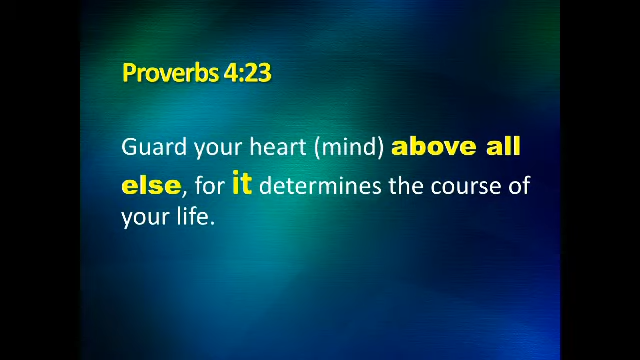 Proverbs 4:23
Guard your heart (mind) above all
else, for it determines the course of
your life.